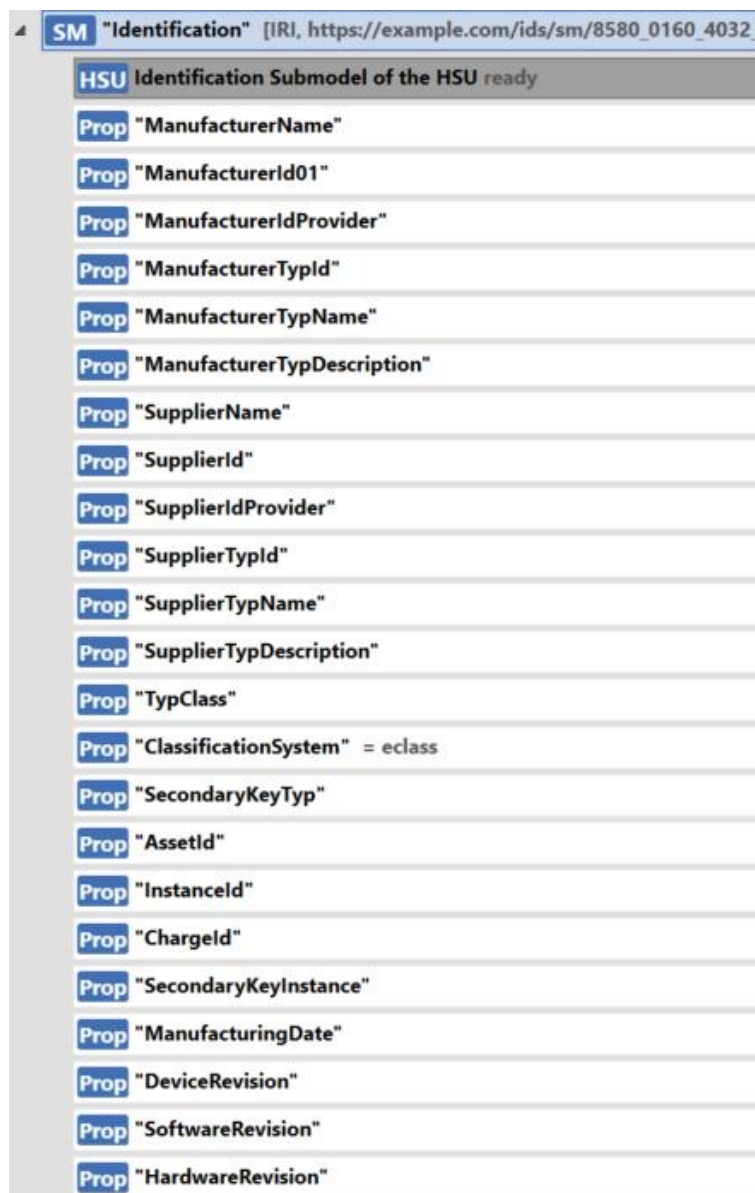 SM "Identification" [IRI, https://example.com/ids/sm/8580_0160_4032_
HSU Identification Submodel of the HSU ready
Prop "ManufacturerName"
Prop "ManufacturerId01"
Prop "ManufacturerIdProvider"
Prop "ManufacturerTypId"
Prop "ManufacturerTypName"
Prop "ManufacturerTypDescription"
Prop "SupplierName"
Prop "SupplierId"
Prop "SupplierIdProvider"
Prop "SupplierTypId"
Prop "SupplierTypName"
Prop "SupplierTypDescription"
Prop "TypClass"
Prop "ClassificationSystem" = eclass
Prop "SecondaryKeyTyp"
Prop "AssetId"
Prop "InstanceId"
Prop "ChargeId"
Prop "SecondaryKeyInstance"
Prop "ManufacturingDate"
Prop "DeviceRevision"
Prop "SoftwareRevision"
Prop "HardwareRevision"